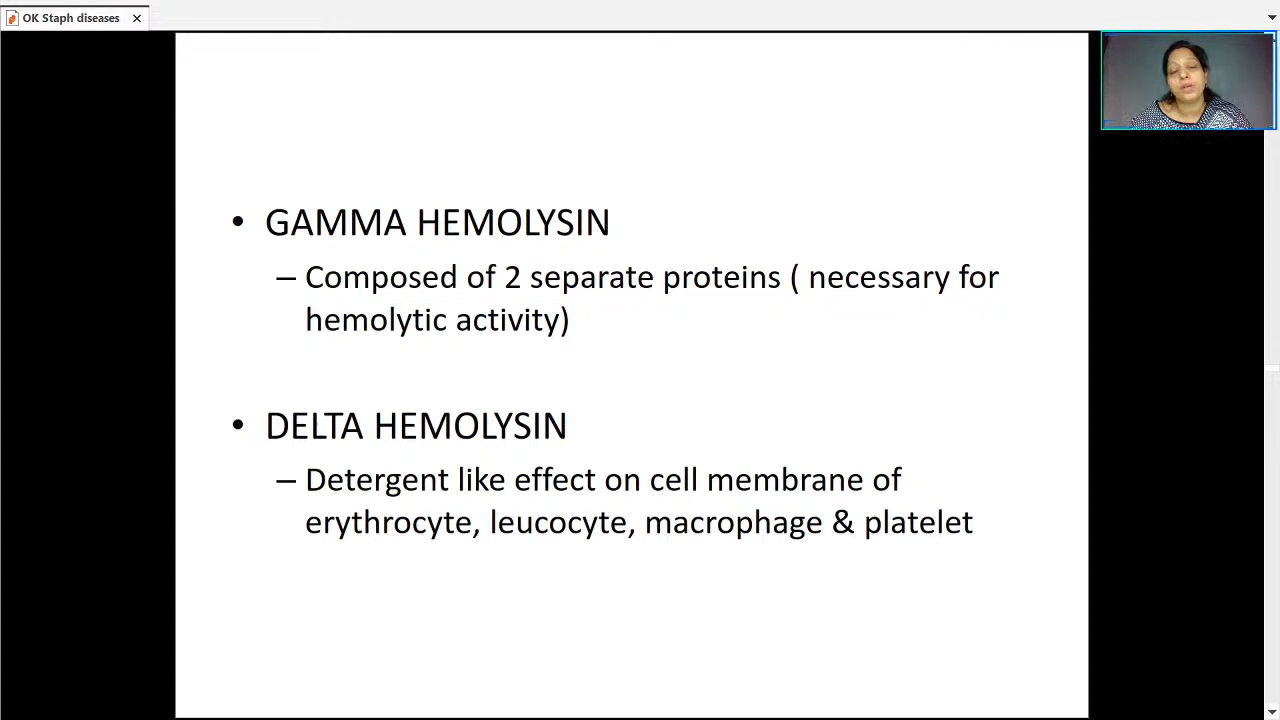 OK Staph diseases
• GAMMA HEMOLYSIN
– Composed of 2 separate proteins ( necessary for
hemolytic activity)
• DELTA HEMOLYSIN
– Detergent like effect on cell membrane of
erythrocyte, leucocyte, macrophage & platelet